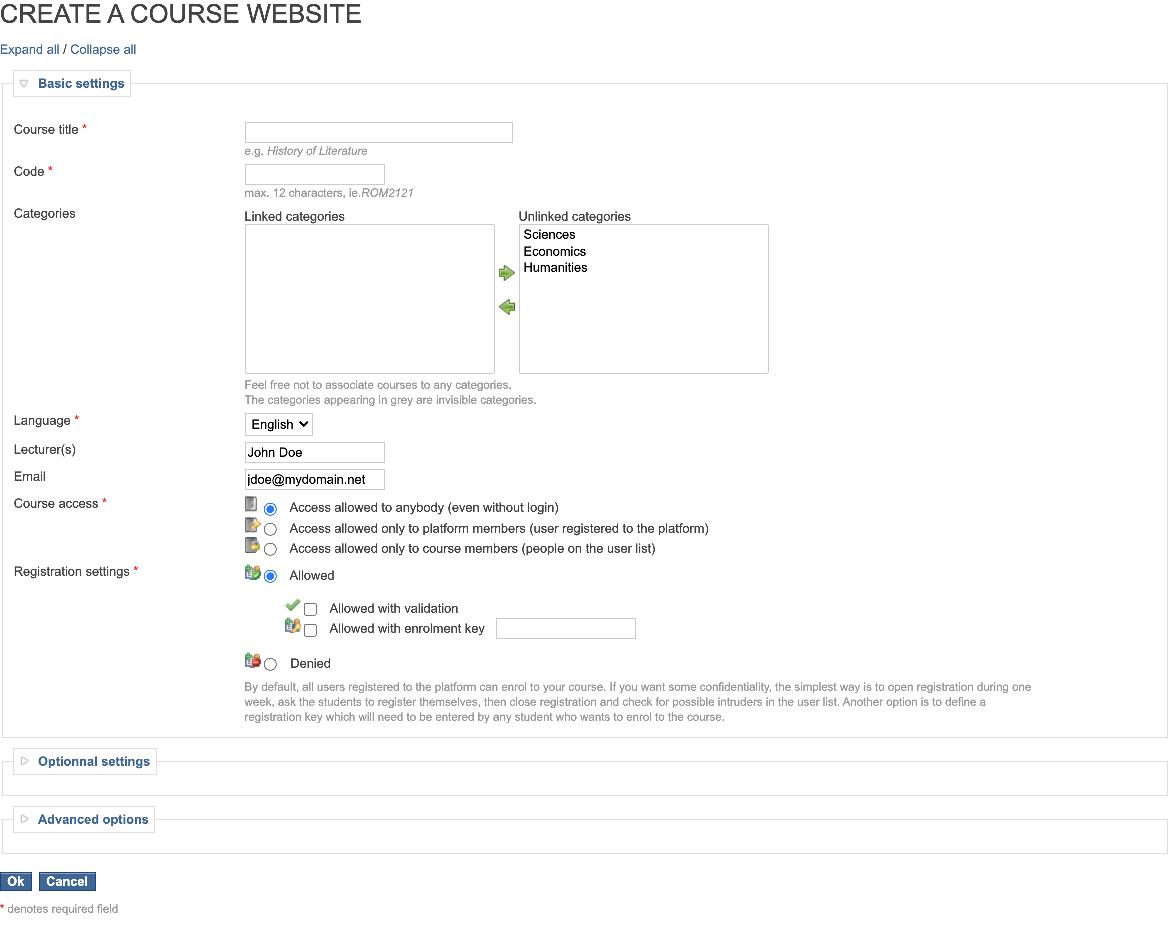 CREATE A COURSE WEBSITE
Expand all / Collapse all
Basic settings
Course title *
e.g. History of Literature
Code *
max. 12 characters, ie.ROM2121
Categories
Linked categories
Unlinked categories
Sciences
Economics
Humanities
Feel free not to associate courses to any categories.
The categories appearing in grey are invisible categories.
Language *
English
Lecturer(s)
John Doe
Email
jdoe@mydomain.net
Course access *
Access allowed to anybody (even without login)
Access allowed only to platform members (user registered to the platform)
Access allowed only to course members (people on the user list)
Registration settings *
Allowed
Allowed with validation
Allowed with enrolment key
Denied
By default, all users registered to the platform can enrol to your course. If you want some confidentiality, the simplest way is to open registration during one
week, ask the students to register themselves, then close registration and check for possible intruders in the user list. Another option is to define a
registration key which will need to be entered by any student who wants to enrol to the course.
Optionnal settings
Advanced options
Ok Cancel
* denotes required field